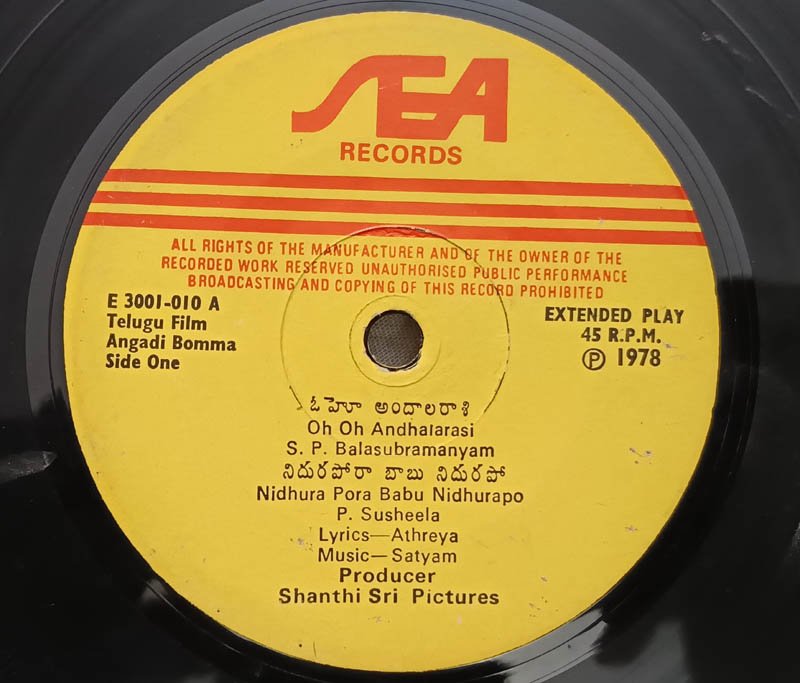 SEA
RECORDS
ALL RIGHTS OF THE MANUFACTURER AND OF THE OWNER OF THE
RECORDED WORK RESERVED UNAUTHORISED PUBLIC PERFORMANCE
BROADCASTING AND COPYING OF THIS RECORD PROHIBITED
E 3001-010 A
Telugu Film
Angadi Bomma
Side One
EXTENDED PLAY
45 R.P.M.
Ⓟ 1978
ఓహో అందాలరాశి
Oh Oh Andhalarasi
S. P. Balasubramanyam
నిదురపోరా బాబు నిదురపో
Nidhura Pora Babu Nidhurapo
P. Susheela
Lyrics—Athreya
Music—Satyam
Producer
Shanthi Sri Pictures